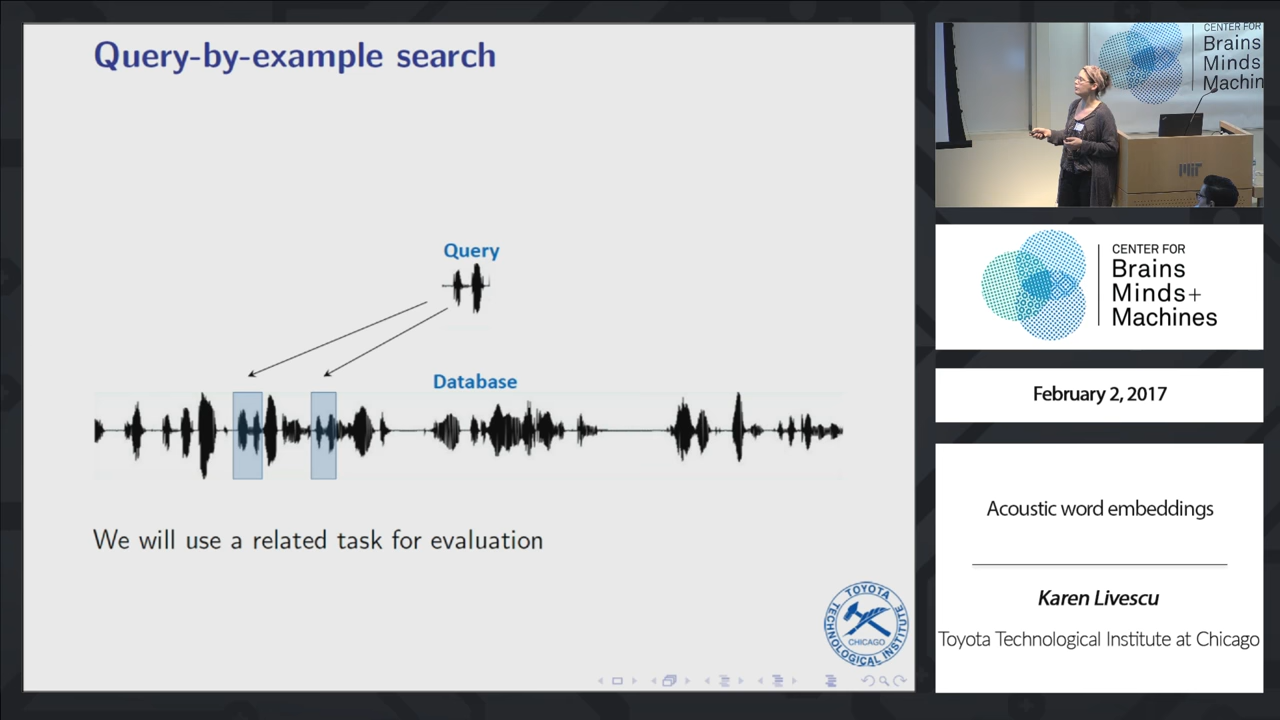 Query-by-example search
Query
Database
We will use a related task for evaluation
TOYOTA
TECHNOLOGICAL INSTITUTE
CHICAGO
CENTER FOR
Brains
Minds
Machin
MIT
CENTER FOR
Brains
Minds+
Machines
February 2, 2017
Acoustic word embeddings
Karen Livescu
Toyota Technological Institute at Chicago